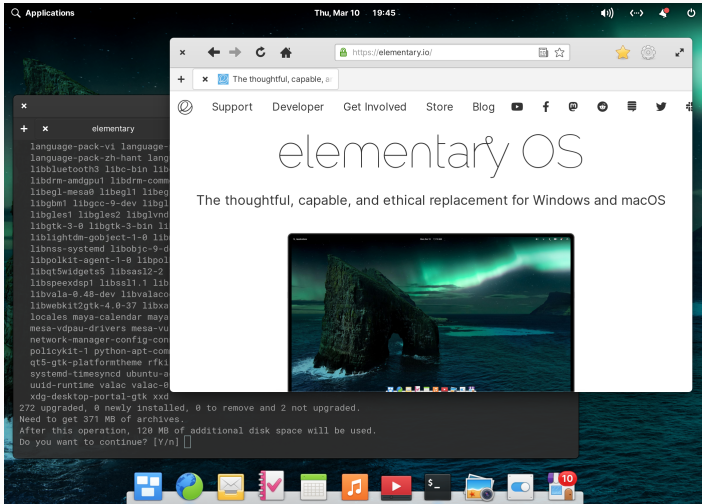 Applications
Thu, Mar 10 19:45
https://elementary.io/
The thoughtful, capable, a
Support Developer Get Involved Store Blog
elementary OS
The thoughtful, capable, and ethical replacement for Windows and macOS
elementary
language-pack-vi language-
language-pack-zh-hant lang
libbluetooth3 libc-bin lib
libdrm-amdgpu1 libdrm-comm
libegl-mesa0 libegl1 libeg
libgbm1 libgcc-9-dev libgl
libgles1 libgles2 libglvnd
libgtk-3-0 libgtk-3-bin li
liblightdm-gobject-1-0 lib
libnss-systemd libobjc-9-d
libpolkit-agent-1-0 libpol
libqt5widgets5 libsasl2-2
libspeexdsp1 libssl1.1 lib
libvala-0.48-dev libvalaco
libwebkit2gtk-4.0-37 libxa
locales maya-calendar maya
mesa-vdpau-drivers mesa-vu
network-manager-config-con
policykit-1 python-apt-com
qt5-gtk-platformtheme rfki
systemd-timesyncd ubuntu-a
uuid-runtime valac valac-0
xdg-desktop-portal-gtk xxd
272 upgraded, 0 newly installed, 0 to remove and 2 not upgraded.
Need to get 371 MB of archives.
After this operation, 120 MB of additional disk space will be used.
Do you want to continue? [Y/n]
10